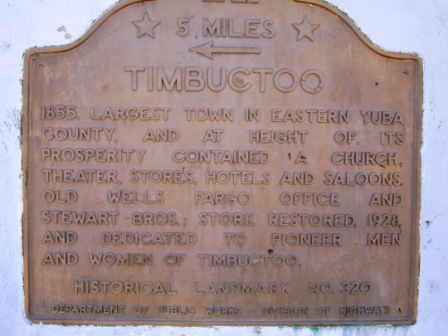 5 MILES
TIMBUCTOO
1855. LARGEST TOWN IN EASTERN YUBA
COUNTY, AND AT HEIGHT OF ITS
PROSPERITY CONTAINED A CHURCH,
THEATER, STORES, HOTELS AND SALOONS,
OLD WELLS FARGO OFFICE AND
STEWART BROS.; STORE RESTORED, 1928,
AND DEDICATED TO PIONEER MEN
AND WOMEN OF TIMBUCTOO.
HISTORICAL LANDMARK NO. 320
DEPARTMENT OF PUBLIC WORKS - DIVISION OF HIGHWAYS